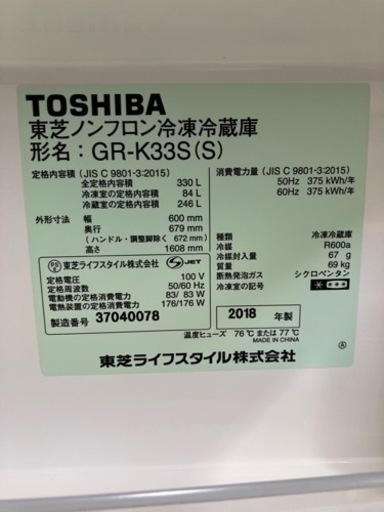 TOSHIBA
東芝ノンフロン冷凍冷蔵庫
形名：GR-K33S(S)
定格内容積（JIS C 9801-3:2015）
全定格内容積 330 L
冷凍室の定格内容積 84 L
冷蔵室の定格内容積 246 L
外形寸法 幅 600 mm
奥行 679 mm
（ハンドル・調整脚除く 672 mm）
高さ 1608 mm
消費電力量（JIS C 9801-3:2015）
50Hz 375 kWh/年
60Hz 375 kWh/年
種類 冷凍冷蔵庫
冷媒 R600a
冷媒封入量 67 g
質量 69 kg
断熱発泡ガス シクロペンタン
冷凍室の記号
PSE 東芝ライフスタイル株式会社 S-JET
定格電圧 100 V
定格周波数 50/60 Hz
電動機の定格消費電力 83/ 83 W
電熱装置の定格消費電力 176/176 W
製造番号 37040078
2018 年製
温度ヒューズ 76℃ または 77℃
MADE IN CHINA
東芝ライフスタイル株式会社
Ⓐ